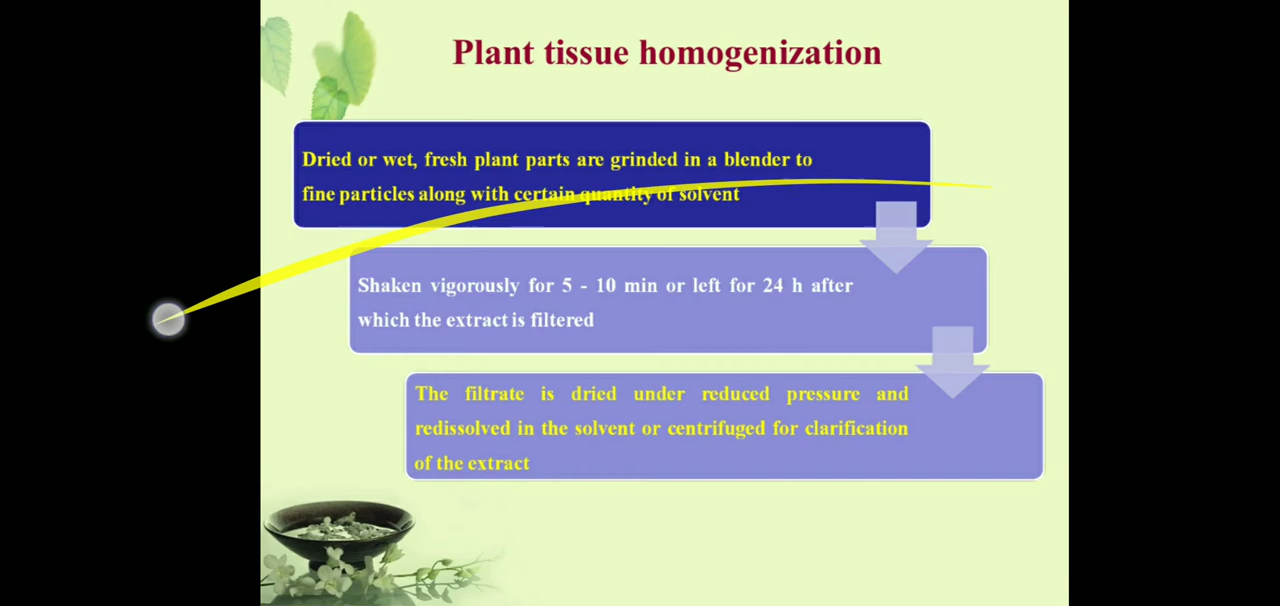 Plant tissue homogenization
Dried or wet, fresh plant parts are grinded in a blender to
fine particles along with certain quantity of solvent
Shaken vigorously for 5 - 10 min or left for 24 h after
which the extract is filtered
The filtrate is dried under reduced pressure and
redissolved in the solvent or centrifuged for clarification
of the extract